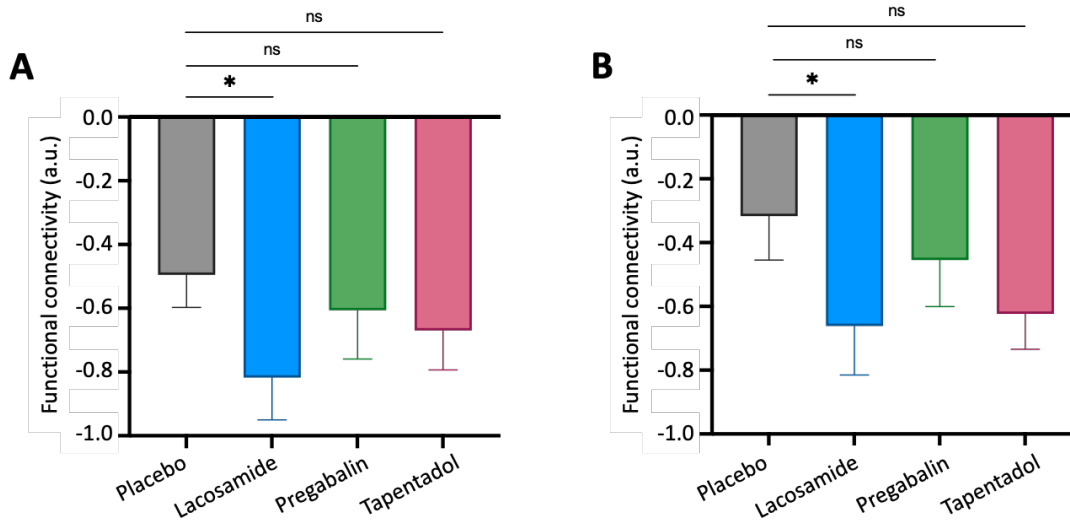 A
ns
ns
*
Functional connectivity (a.u.)
0.0
-0.2
-0.4
-0.6
-0.8
-1.0
Placebo
Lacosamide
Pregabalin
Tapentadol
B
ns
ns
*
Functional connectivity (a.u.)
0.0
-0.2
-0.4
-0.6
-0.8
-1.0
Placebo
Lacosamide
Pregabalin
Tapentadol